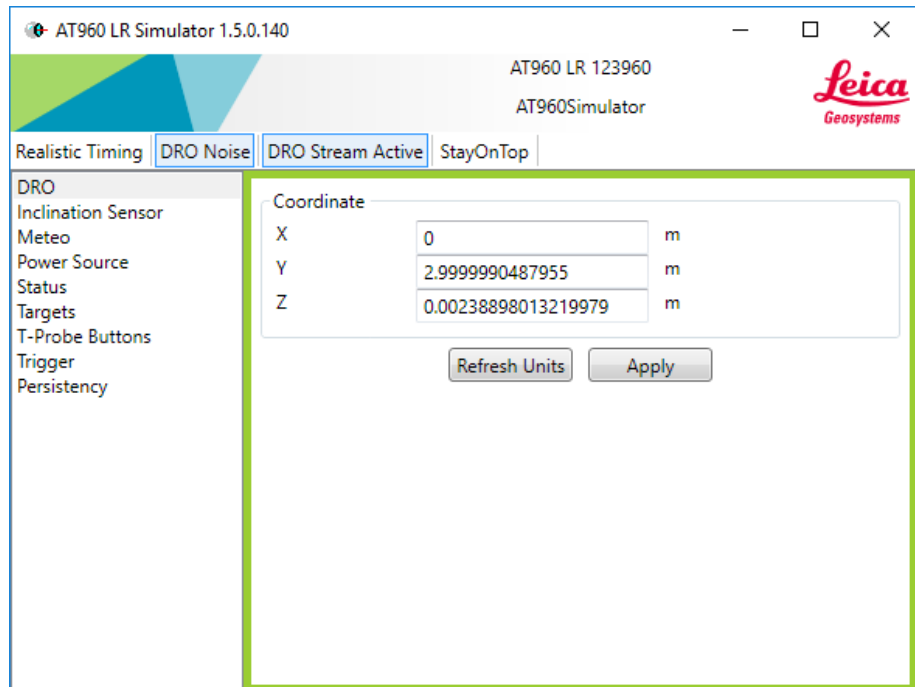 AT960 LR Simulator 1.5.0.140
AT960 LR 123960
AT960Simulator
Leica
Geosystems
Realistic Timing DRO Noise DRO Stream Active StayOnTop
DRO
Inclination Sensor
Meteo
Power Source
Status
Targets
T-Probe Buttons
Trigger
Persistency
Coordinate
X 0 m
Y 2.9999990487955 m
Z 0.00238898013219979 m
Refresh Units Apply